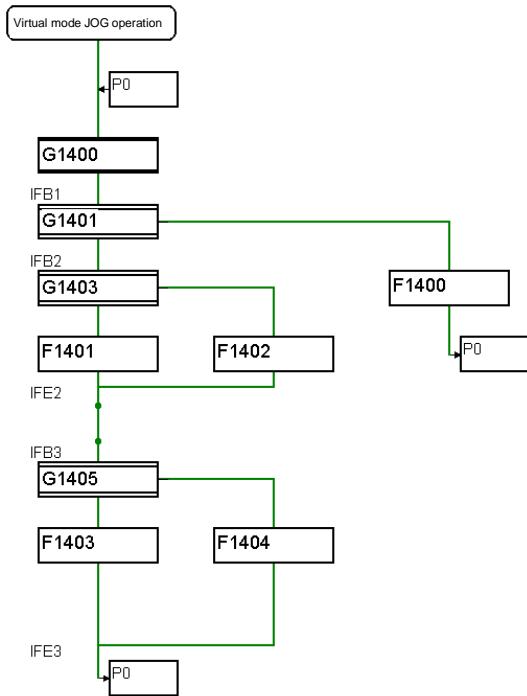 Virtual mode JOG operation
P0
G1400
IFB1
G1401
IFB2
G1403
F1400
F1401
F1402
P0
IFE2
IFB3
G1405
F1403
F1404
IFE3
P0